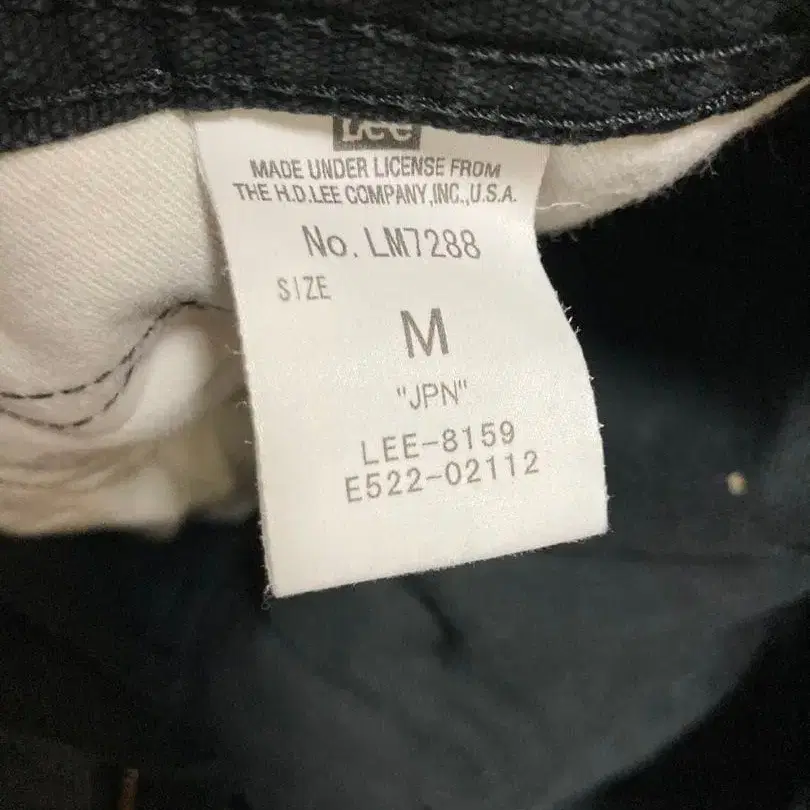 Lee
MADE UNDER LICENSE FROM
THE H.D.LEE COMPANY,INC.,U.S.A.
No. LM7288
SIZE
M
"JPN"
LEE-8159
E522-02112